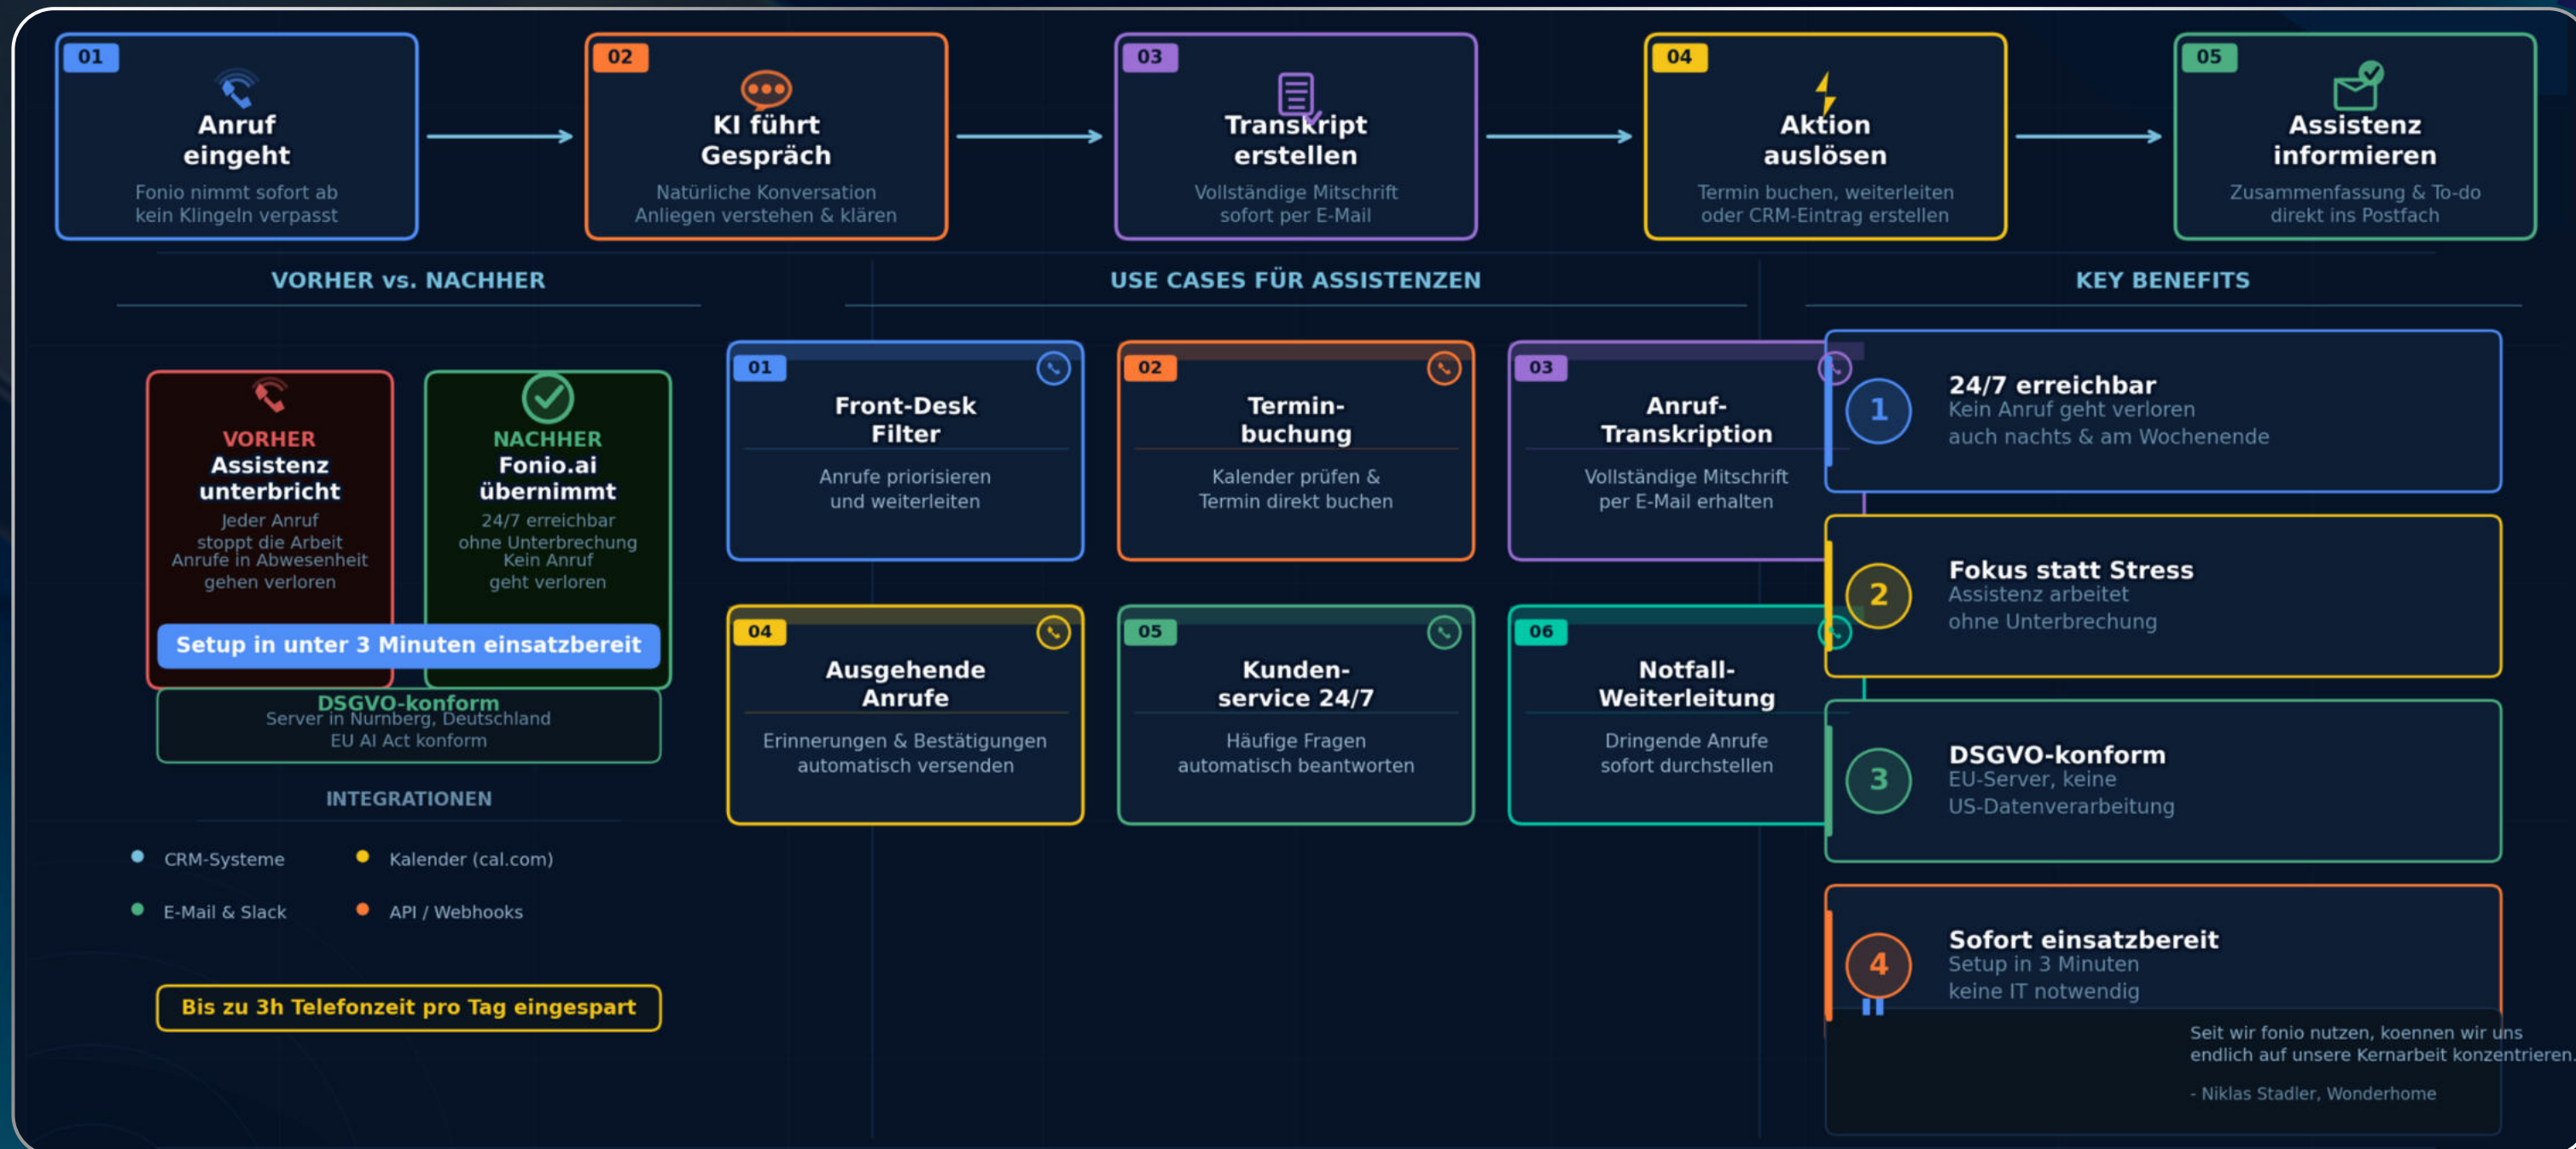 01
Anruf
eingeht
Fonio nimmt sofort ab
kein Klingeln verpasst
02
KI führt
Gespräch
Natürliche Konversation
Anliegen verstehen & klären
03
Transkript
erstellen
Vollständige Mitschrift
sofort per E-Mail
04
Aktion
auslösen
Termin buchen, weiterleiten
oder CRM-Eintrag erstellen
05
Assistenz
informieren
Zusammenfassung & To-do
direkt ins Postfach
VORHER vs. NACHHER
VORHER
Assistenz
unterbricht
Jeder Anruf
stoppt die Arbeit
Anrufe in Abwesenheit
gehen verloren
NACHHER
Fonio.ai
übernimmt
24/7 erreichbar
ohne Unterbrechung
Kein Anruf
geht verloren
Setup in unter 3 Minuten einsatzbereit
DSGVO-konform
Server in Nürnberg, Deutschland
EU AI Act konform
INTEGRATIONEN
CRM-Systeme
Kalender (cal.com)
E-Mail & Slack
API / Webhooks
Bis zu 3h Telefonzeit pro Tag eingespart
USE CASES FÜR ASSISTENZEN
01
Front-Desk
Filter
Anrufe priorisieren
und weiterleiten
02
Termin-
buchung
Kalender prüfen &
Termin direkt buchen
03
Anruf-
Transkription
Vollständige Mitschrift
per E-Mail erhalten
04
Ausgehende
Anrufe
Erinnerungen & Bestätigungen
automatisch versenden
05
Kunden-
service 24/7
Häufige Fragen
automatisch beantworten
06
Notfall-
Weiterleitung
Dringende Anrufe
sofort durchstellen
KEY BENEFITS
1
24/7 erreichbar
Kein Anruf geht verloren
auch nachts & am Wochenende
2
Fokus statt Stress
Assistenz arbeitet
ohne Unterbrechung
3
DSGVO-konform
EU-Server, keine
US-Datenverarbeitung
4
Sofort einsatzbereit
Setup in 3 Minuten
keine IT notwendig
"
Seit wir fonio nutzen, koennen wir uns
endlich auf unsere Kernarbeit konzentrieren.
- Niklas Stadler, Wonderhome